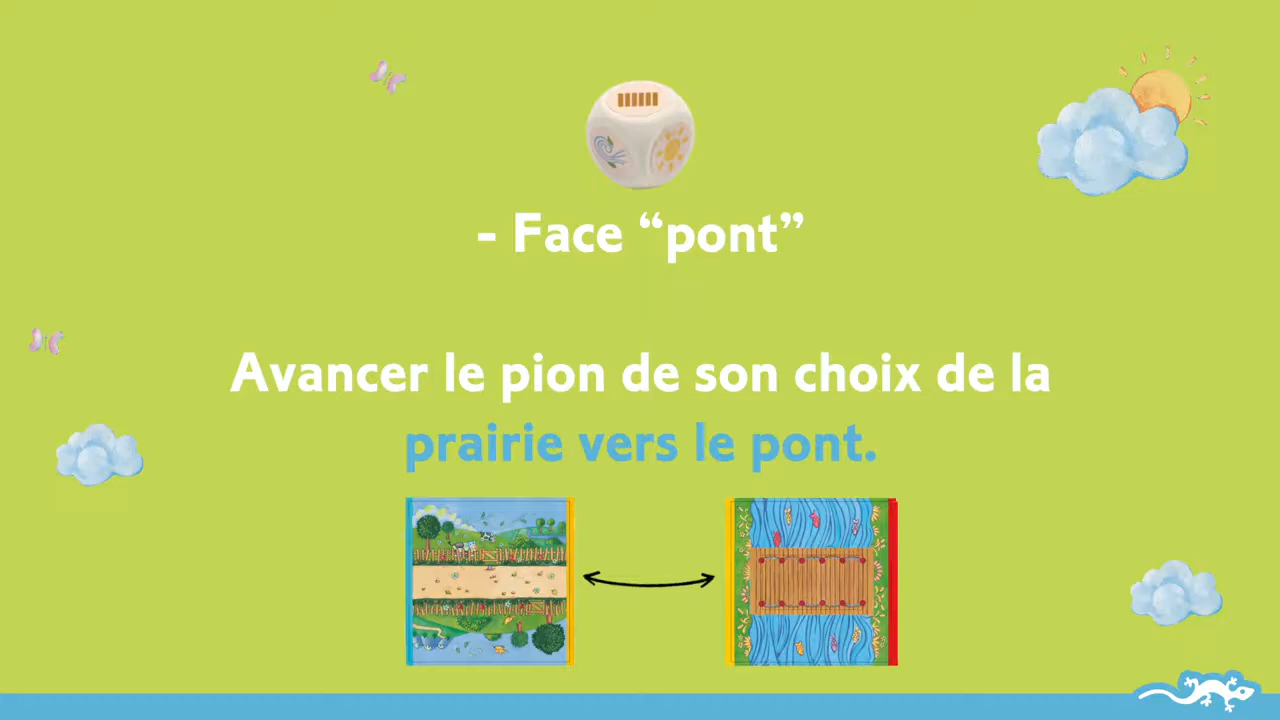 - Face “pont”
Avancer le pion de son choix de la
prairie vers le pont.